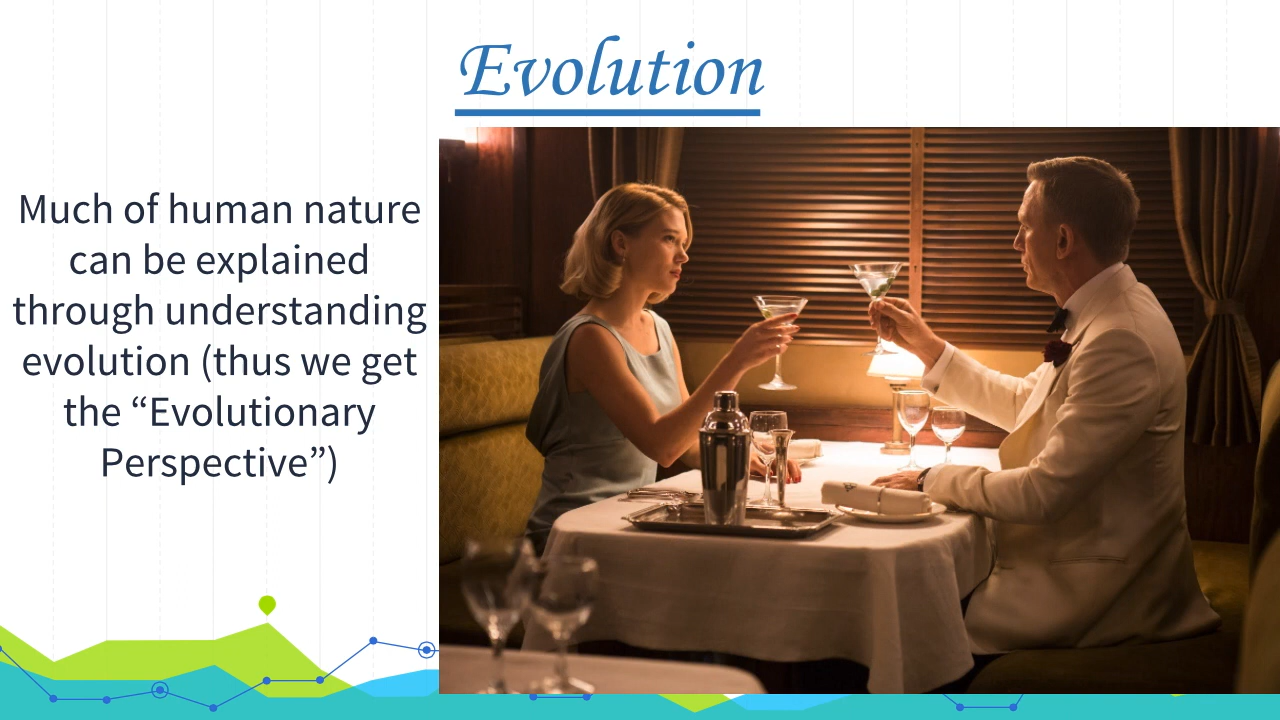 Evolution
Much of human nature
can be explained
through understanding
evolution (thus we get
the “Evolutionary
Perspective”)